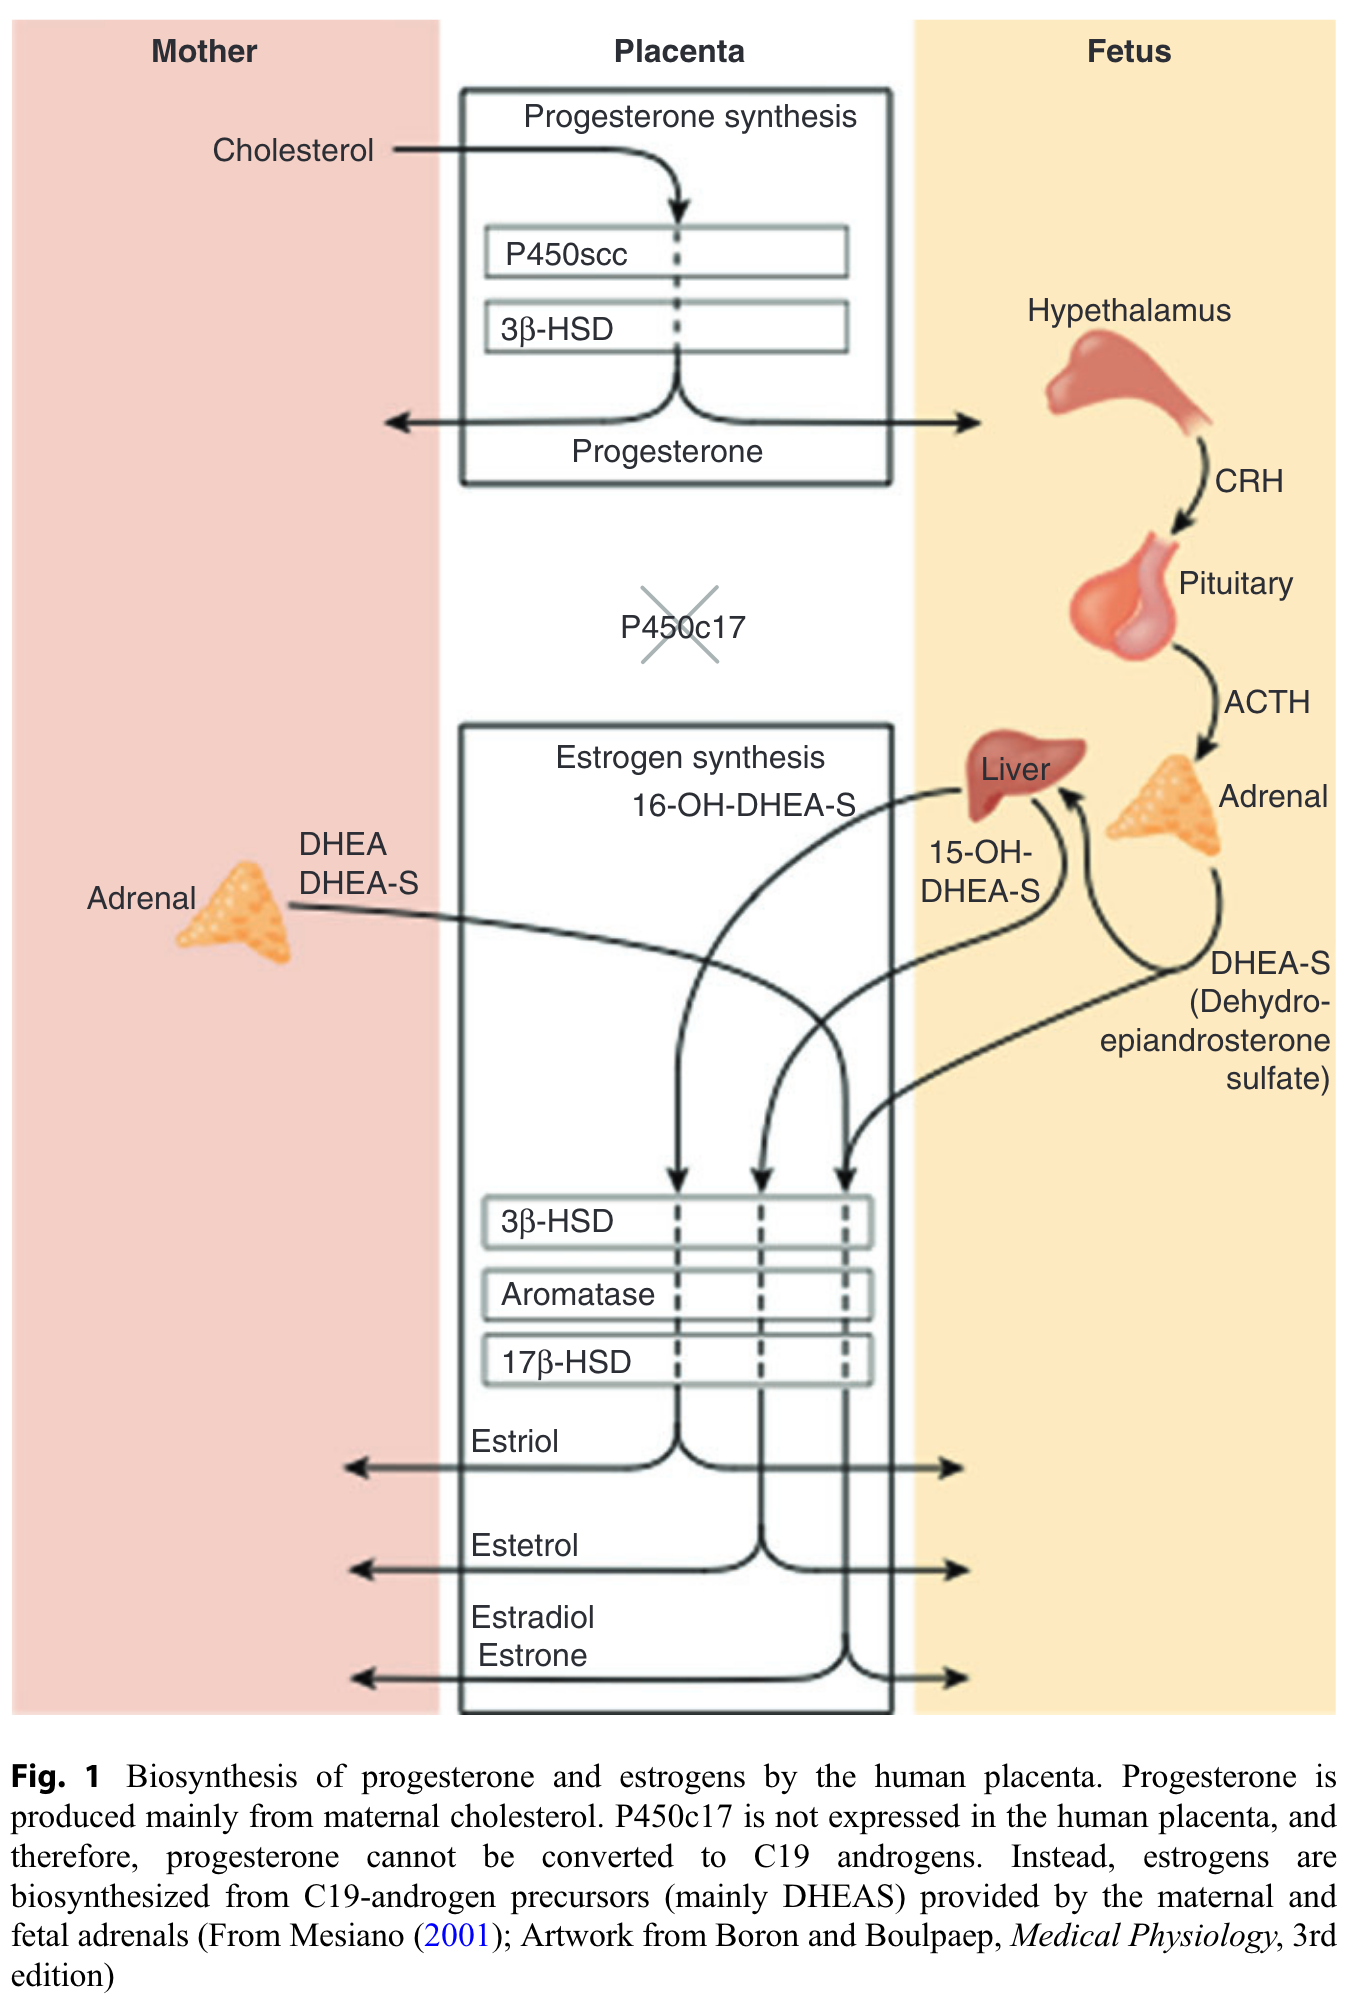 Mother
Placenta
Fetus
Progesterone synthesis
Cholesterol
P450scc
3β-HSD
Progesterone
Hypethalamus
CRH
Pituitary
P450c17
ACTH
Estrogen synthesis
16-OH-DHEA-S
Liver
Adrenal
15-OH-
DHEA-S
DHEA
DHEA-S
Adrenal
DHEA-S
(Dehydro-
epiandrosterone
sulfate)
3β-HSD
Aromatase
17β-HSD
Estriol
Estetrol
Estradiol
Estrone
Fig. 1 Biosynthesis of progesterone and estrogens by the human placenta. Progesterone is
produced mainly from maternal cholesterol. P450c17 is not expressed in the human placenta, and
therefore, progesterone cannot be converted to C19 androgens. Instead, estrogens are
biosynthesized from C19-androgen precursors (mainly DHEAS) provided by the maternal and
fetal adrenals (From Mesiano (2001); Artwork from Boron and Boulpaep, Medical Physiology, 3rd
edition)